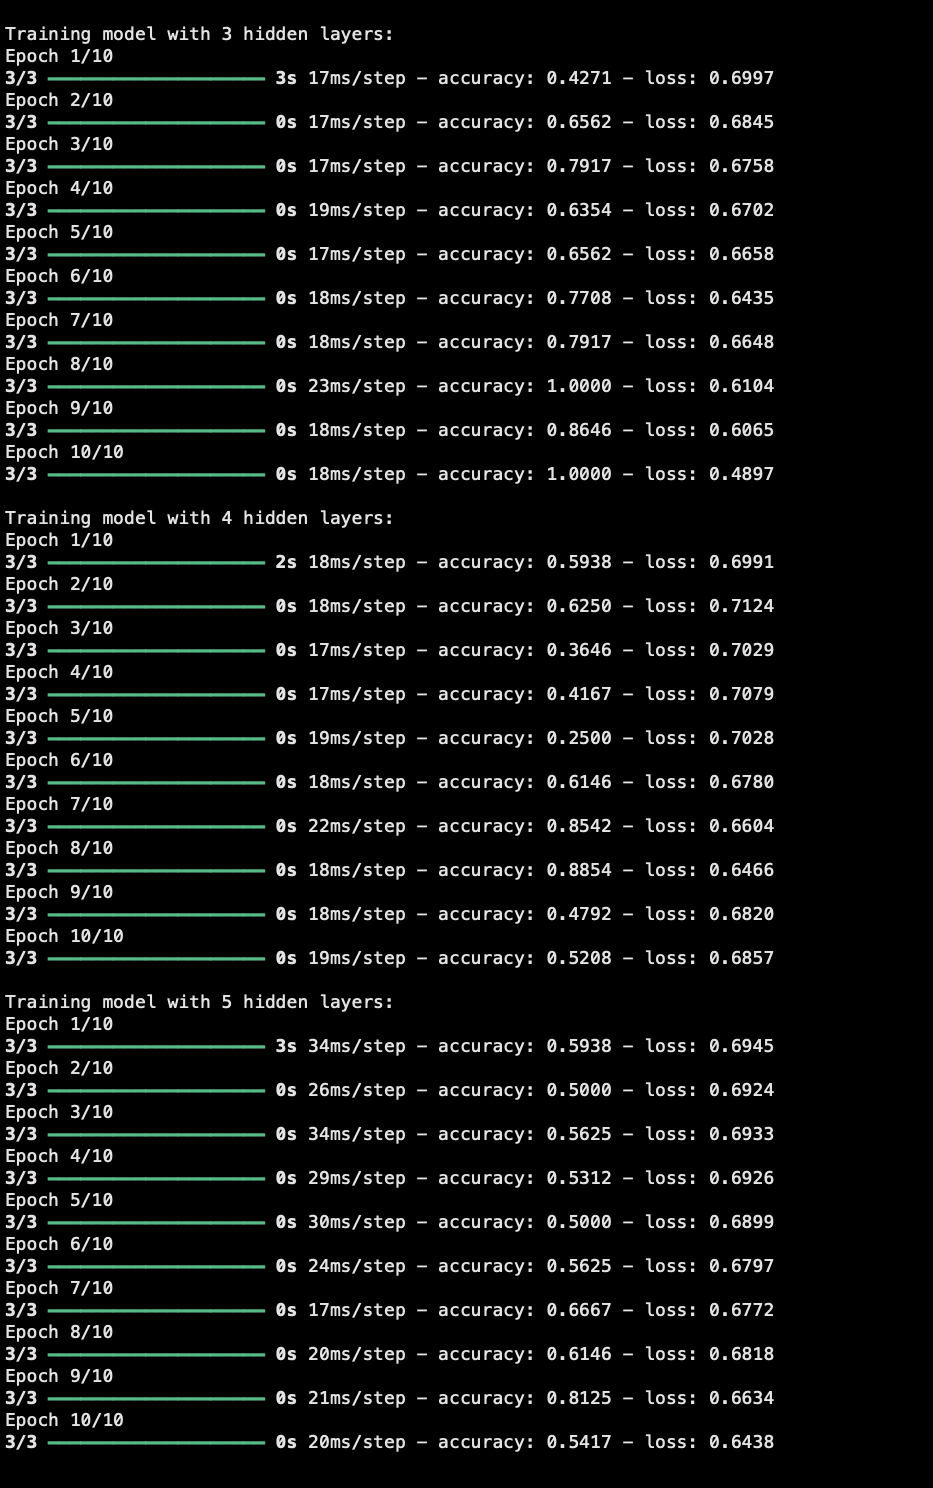 Training model with 3 hidden layers:
Epoch 1/10
3/3 ━━━━━━━━━━━━━━━━━━━━ 3s 17ms/step - accuracy: 0.4271 - loss: 0.6997
Epoch 2/10
3/3 ━━━━━━━━━━━━━━━━━━━━ 0s 17ms/step - accuracy: 0.6562 - loss: 0.6845
Epoch 3/10
3/3 ━━━━━━━━━━━━━━━━━━━━ 0s 17ms/step - accuracy: 0.7917 - loss: 0.6758
Epoch 4/10
3/3 ━━━━━━━━━━━━━━━━━━━━ 0s 19ms/step - accuracy: 0.6354 - loss: 0.6702
Epoch 5/10
3/3 ━━━━━━━━━━━━━━━━━━━━ 0s 17ms/step - accuracy: 0.6562 - loss: 0.6658
Epoch 6/10
3/3 ━━━━━━━━━━━━━━━━━━━━ 0s 18ms/step - accuracy: 0.7708 - loss: 0.6435
Epoch 7/10
3/3 ━━━━━━━━━━━━━━━━━━━━ 0s 18ms/step - accuracy: 0.7917 - loss: 0.6648
Epoch 8/10
3/3 ━━━━━━━━━━━━━━━━━━━━ 0s 23ms/step - accuracy: 1.0000 - loss: 0.6104
Epoch 9/10
3/3 ━━━━━━━━━━━━━━━━━━━━ 0s 18ms/step - accuracy: 0.8646 - loss: 0.6065
Epoch 10/10
3/3 ━━━━━━━━━━━━━━━━━━━━ 0s 18ms/step - accuracy: 1.0000 - loss: 0.4897
Training model with 4 hidden layers:
Epoch 1/10
3/3 ━━━━━━━━━━━━━━━━━━━━ 2s 18ms/step - accuracy: 0.5938 - loss: 0.6991
Epoch 2/10
3/3 ━━━━━━━━━━━━━━━━━━━━ 0s 18ms/step - accuracy: 0.6250 - loss: 0.7124
Epoch 3/10
3/3 ━━━━━━━━━━━━━━━━━━━━ 0s 17ms/step - accuracy: 0.3646 - loss: 0.7029
Epoch 4/10
3/3 ━━━━━━━━━━━━━━━━━━━━ 0s 17ms/step - accuracy: 0.4167 - loss: 0.7079
Epoch 5/10
3/3 ━━━━━━━━━━━━━━━━━━━━ 0s 19ms/step - accuracy: 0.2500 - loss: 0.7028
Epoch 6/10
3/3 ━━━━━━━━━━━━━━━━━━━━ 0s 18ms/step - accuracy: 0.6146 - loss: 0.6780
Epoch 7/10
3/3 ━━━━━━━━━━━━━━━━━━━━ 0s 22ms/step - accuracy: 0.8542 - loss: 0.6604
Epoch 8/10
3/3 ━━━━━━━━━━━━━━━━━━━━ 0s 18ms/step - accuracy: 0.8854 - loss: 0.6466
Epoch 9/10
3/3 ━━━━━━━━━━━━━━━━━━━━ 0s 18ms/step - accuracy: 0.4792 - loss: 0.6820
Epoch 10/10
3/3 ━━━━━━━━━━━━━━━━━━━━ 0s 19ms/step - accuracy: 0.5208 - loss: 0.6857
Training model with 5 hidden layers:
Epoch 1/10
3/3 ━━━━━━━━━━━━━━━━━━━━ 3s 34ms/step - accuracy: 0.5938 - loss: 0.6945
Epoch 2/10
3/3 ━━━━━━━━━━━━━━━━━━━━ 0s 26ms/step - accuracy: 0.5000 - loss: 0.6924
Epoch 3/10
3/3 ━━━━━━━━━━━━━━━━━━━━ 0s 34ms/step - accuracy: 0.5625 - loss: 0.6933
Epoch 4/10
3/3 ━━━━━━━━━━━━━━━━━━━━ 0s 29ms/step - accuracy: 0.5312 - loss: 0.6926
Epoch 5/10
3/3 ━━━━━━━━━━━━━━━━━━━━ 0s 30ms/step - accuracy: 0.5000 - loss: 0.6899
Epoch 6/10
3/3 ━━━━━━━━━━━━━━━━━━━━ 0s 24ms/step - accuracy: 0.5625 - loss: 0.6797
Epoch 7/10
3/3 ━━━━━━━━━━━━━━━━━━━━ 0s 17ms/step - accuracy: 0.6667 - loss: 0.6772
Epoch 8/10
3/3 ━━━━━━━━━━━━━━━━━━━━ 0s 20ms/step - accuracy: 0.6146 - loss: 0.6818
Epoch 9/10
3/3 ━━━━━━━━━━━━━━━━━━━━ 0s 21ms/step - accuracy: 0.8125 - loss: 0.6634
Epoch 10/10
3/3 ━━━━━━━━━━━━━━━━━━━━ 0s 20ms/step - accuracy: 0.5417 - loss: 0.6438